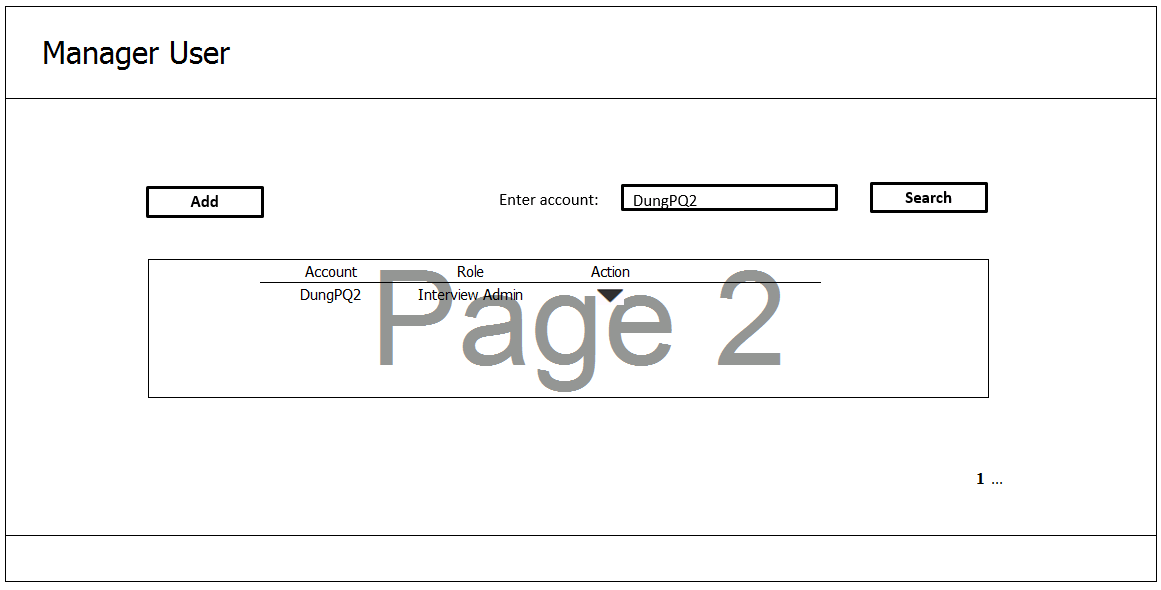 Manager User
Add
Enter account: DungPQ2 Search
Account Role Action
DungPQ2 Interview Admin
Page 2
1 ...